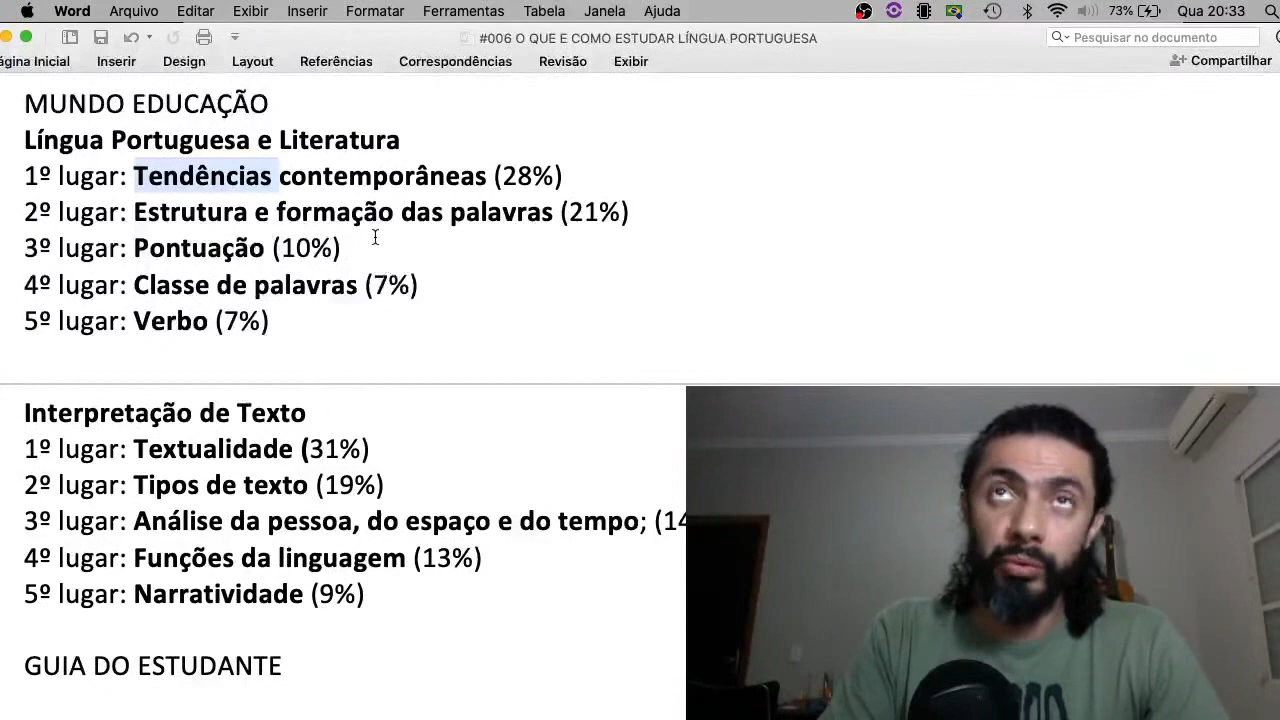 Word Arquivo Editar Exibir Inserir Formatar Ferramentas Tabela Janela Ajuda 73% Qua 20:33
#006 O QUE E COMO ESTUDAR LÍNGUA PORTUGUESA
Pesquisar no documento
ágina Inicial Inserir Design Layout Referências Correspondências Revisão Exibir Compartilhar
MUNDO EDUCAÇÃO
Língua Portuguesa e Literatura
1º lugar: Tendências contemporâneas (28%)
2º lugar: Estrutura e formação das palavras (21%)
3º lugar: Pontuação (10%)
4º lugar: Classe de palavras (7%)
5º lugar: Verbo (7%)
Interpretação de Texto
1º lugar: Textualidade (31%)
2º lugar: Tipos de texto (19%)
3º lugar: Análise da pessoa, do espaço e do tempo; (14
4º lugar: Funções da linguagem (13%)
5º lugar: Narratividade (9%)
GUIA DO ESTUDANTE